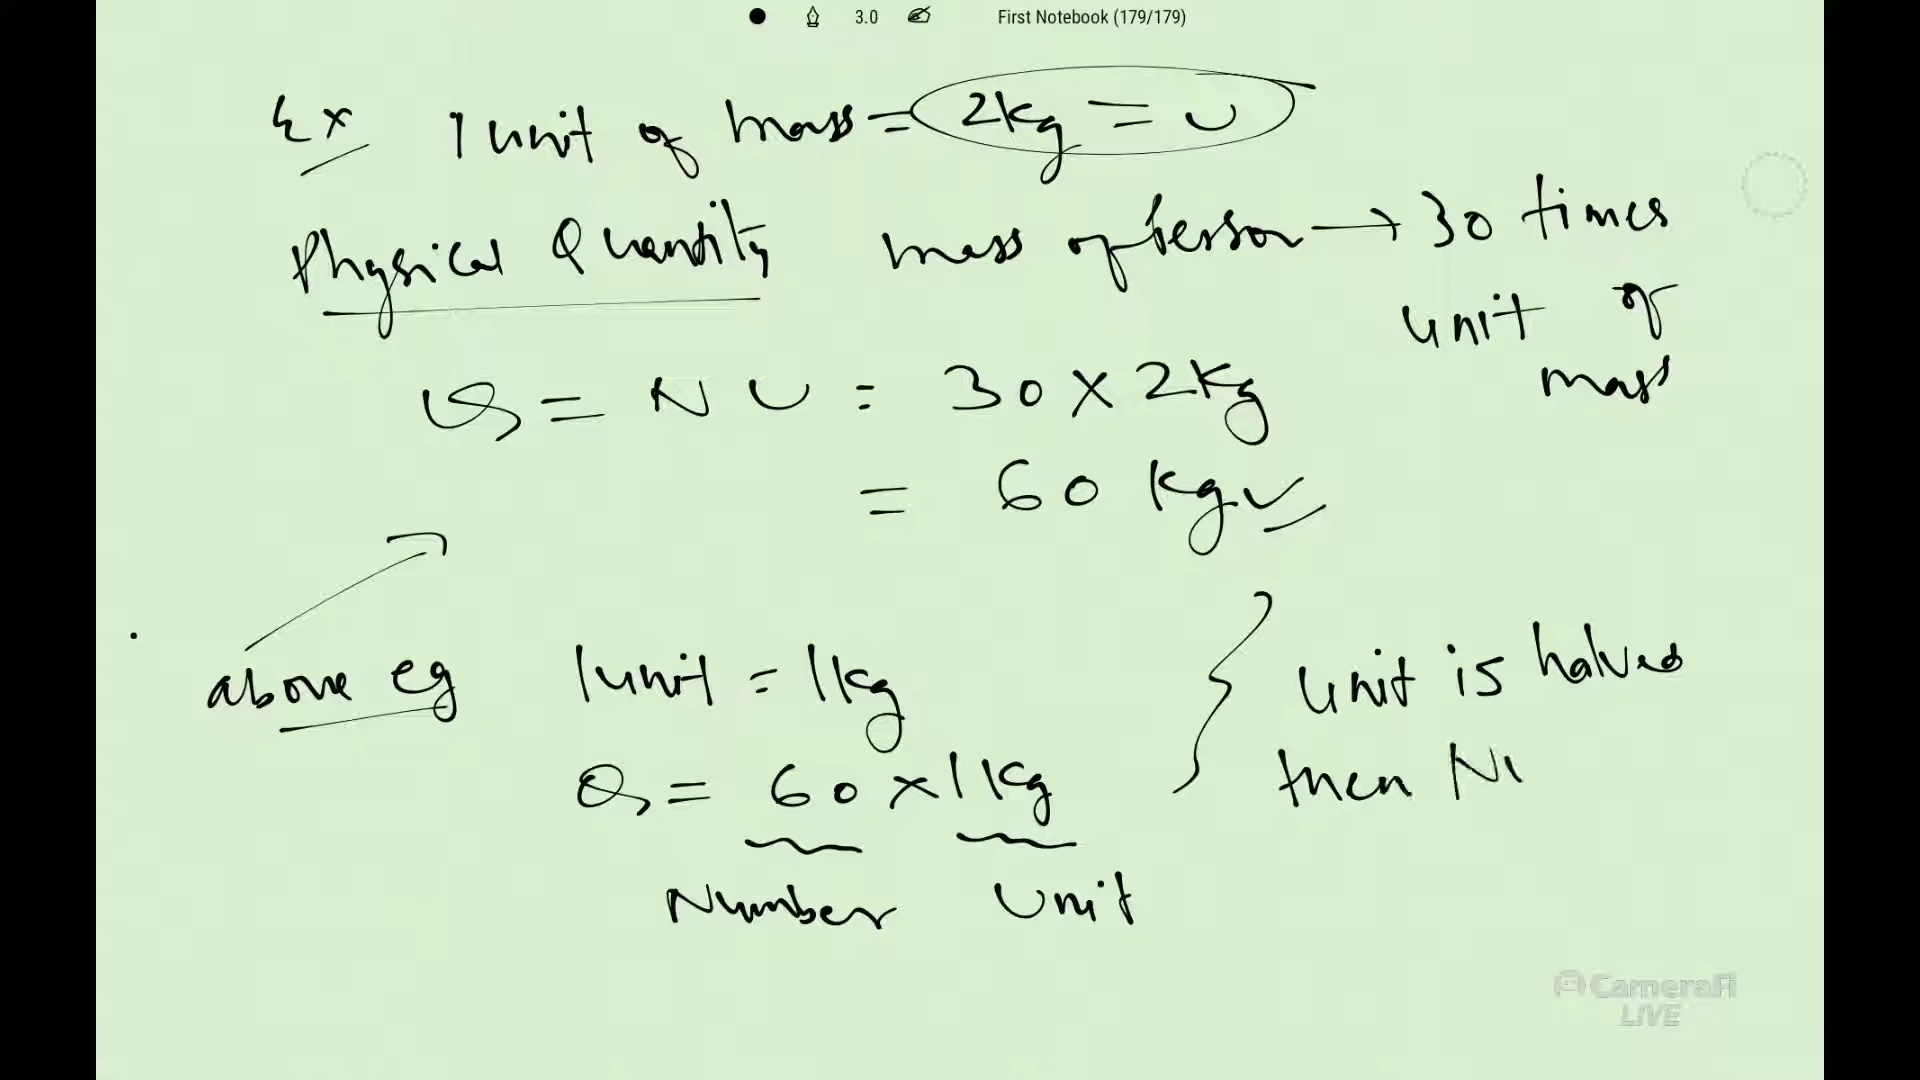 3.0 First Notebook (179/179)
Ex 1 unit of mass = 2kg = U
Physical Quantity mass of person → 30 times
unit of
mass
Q = N U = 30 x 2kg
= 60 kg
above eg 1 unit = 1kg
Q = 60 x 1kg
Number Unit
unit is halved
then Nu
CameraFi
LIVE